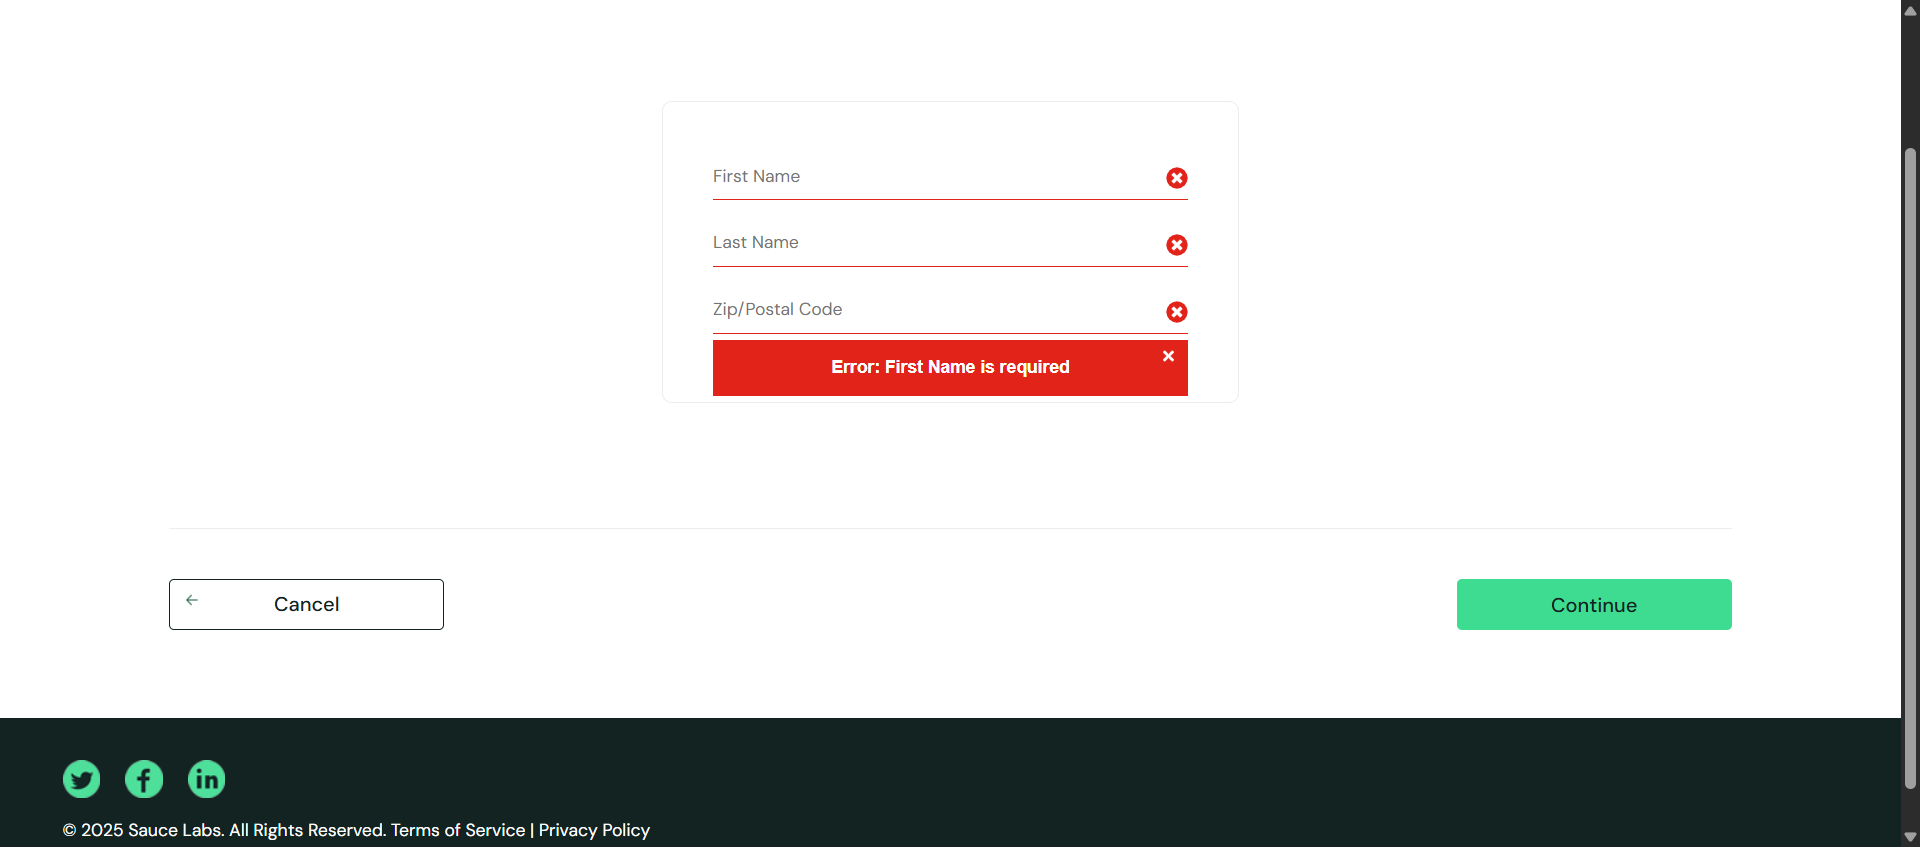 First Name
Last Name
Zip/Postal Code
Error: First Name is required
Cancel
Continue
© 2025 Sauce Labs. All Rights Reserved. Terms of Service | Privacy Policy